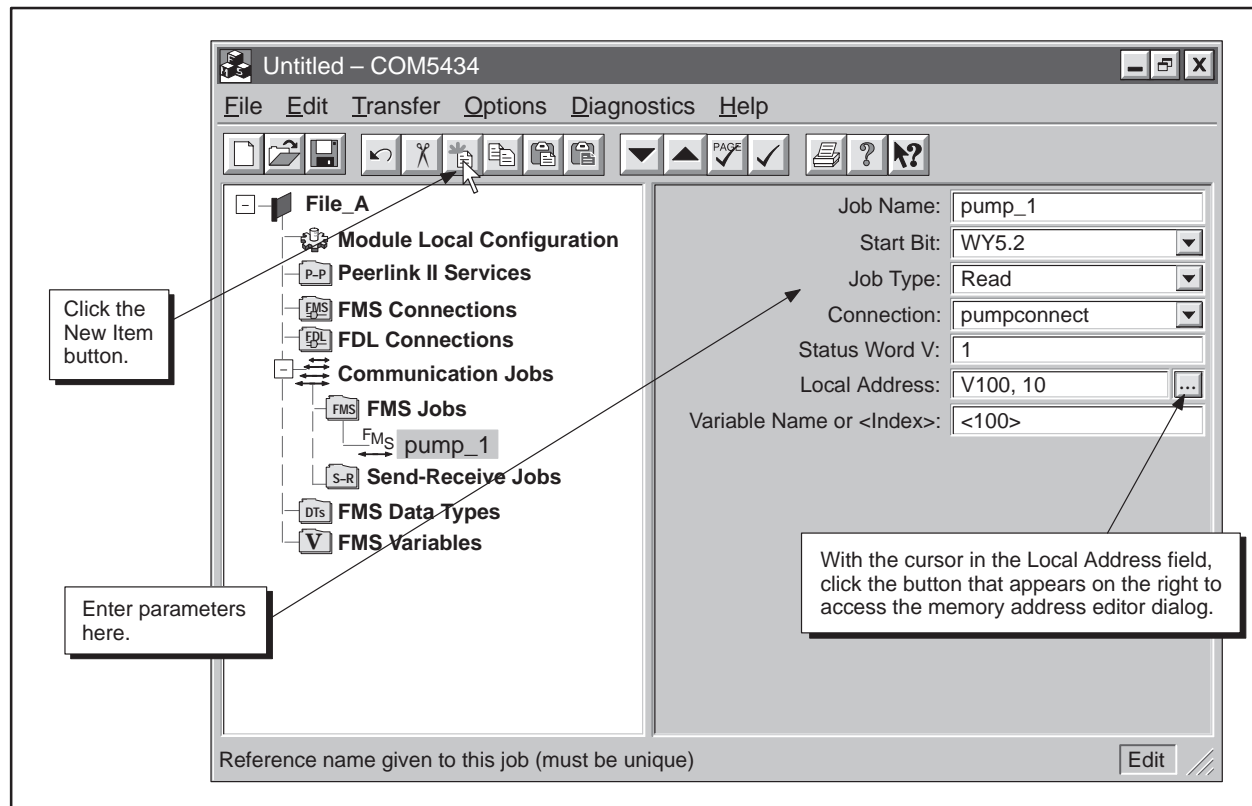 Untitled – COM5434
File Edit Transfer Options Diagnostics Help
PAGE
File_A
Module Local Configuration
P–P Peerlink II Services
FMS FMS Connections
FDL FDL Connections
Communication Jobs
FMS FMS Jobs
FMS pump_1
S–R Send-Receive Jobs
DTs FMS Data Types
V FMS Variables
Job Name: pump_1
Start Bit: WY5.2
Job Type: Read
Connection: pumpconnect
Status Word V: 1
Local Address: V100, 10 ...
Variable Name or <Index>: <100>
Click the
New Item
button.
Enter parameters
here.
With the cursor in the Local Address field,
click the button that appears on the right to
access the memory address editor dialog.
Reference name given to this job (must be unique)
Edit